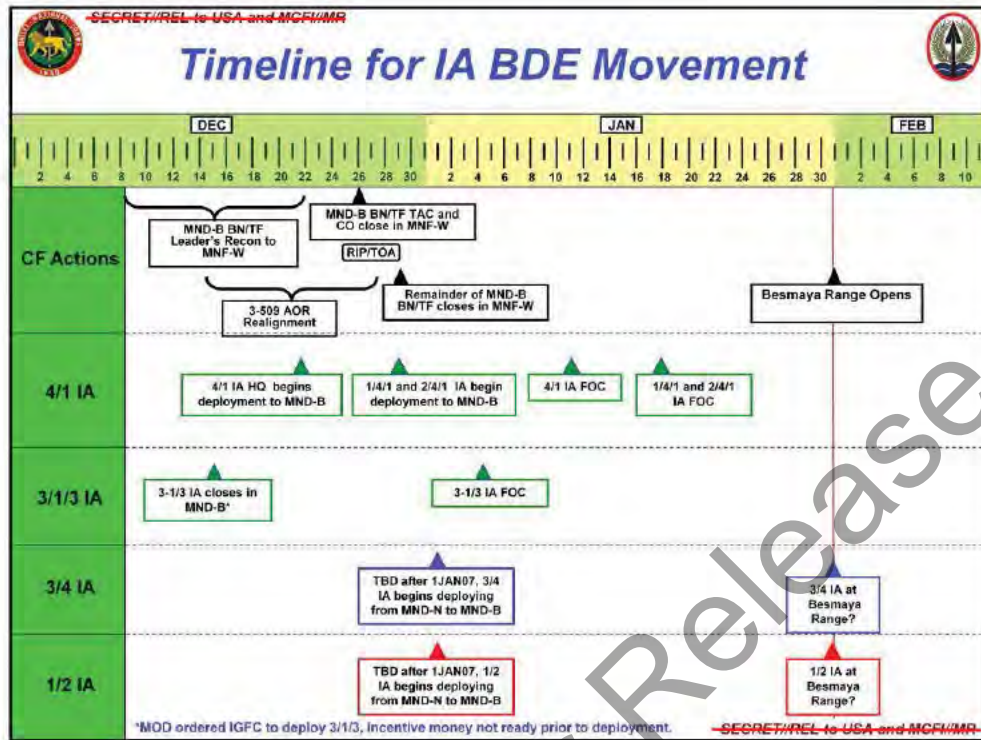 SECRET//REL to USA and MCFI//MR
Timeline for IA BDE Movement
DEC JAN FEB
2 4 6 8 10 12 14 16 18 20 22 24 26 28 30 2 4 6 8 10 12 14 16 18 20 22 24 26 28 30 2 4 6 8 10
CF Actions
MND-B BN/TF
Leader's Recon to
MNF-W
MND-B BN/TF TAC and
CO close in MNF-W
RIP/TOA
3-509 AOR
Realignment
Remainder of MND-B
BN/TF closes in MNF-W
Besmaya Range Opens
4/1 IA
4/1 IA HQ begins
deployment to MND-B
1/4/1 and 2/4/1 IA begin
deployment to MND-B
4/1 IA FOC
1/4/1 and 2/4/1
IA FOC
3/1/3 IA
3-1/3 IA closes in
MND-B*
3-1/3 IA FOC
3/4 IA
TBD after 1JAN07, 3/4
IA begins deploying
from MND-N to MND-B
3/4 IA at
Besmaya
Range?
1/2 IA
TBD after 1JAN07, 1/2
IA begins deploying
from MND-N to MND-B
1/2 IA at
Besmaya
Range?
*MOD ordered IGFC to deploy 3/1/3, incentive money not ready prior to deployment.
SECRET//REL to USA and MCFI//MR
Release